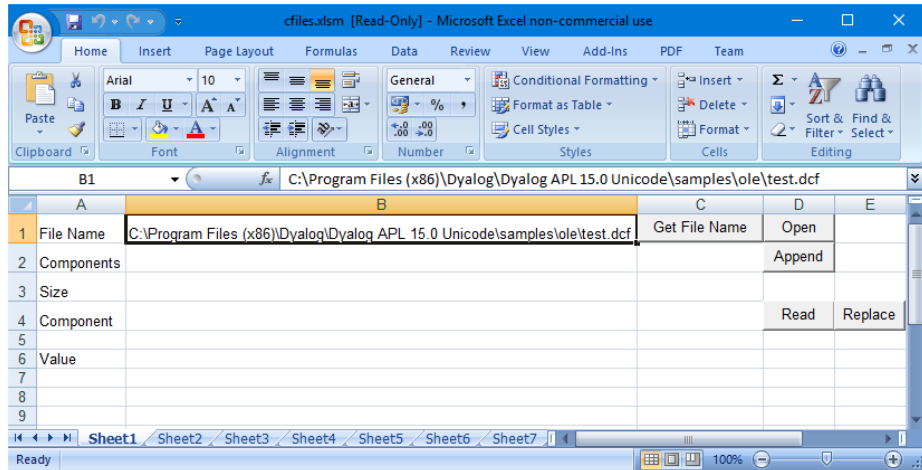 cfiles.xlsm [Read-Only] - Microsoft Excel non-commercial use
Home Insert Page Layout Formulas Data Review View Add-Ins PDF Team
Paste
Clipboard
Arial 10
B I U A A
A
Font
Alignment
General
% ,
.00 .00
Number
Conditional Formatting
Format as Table
Cell Styles
Styles
Insert
Delete
Format
Cells
Σ
Sort & Filter
Find & Select
Editing
B1 fx C:\Program Files (x86)\Dyalog\Dyalog APL 15.0 Unicode\samples\ole\test.dcf
A B C D E
1 File Name C:\Program Files (x86)\Dyalog\Dyalog APL 15.0 Unicode\samples\ole\test.dcf Get File Name Open
2 Components Append
3 Size
4 Component Read Replace
5
6 Value
7
8
9
Sheet1 Sheet2 Sheet3 Sheet4 Sheet5 Sheet6 Sheet7
Ready 100%